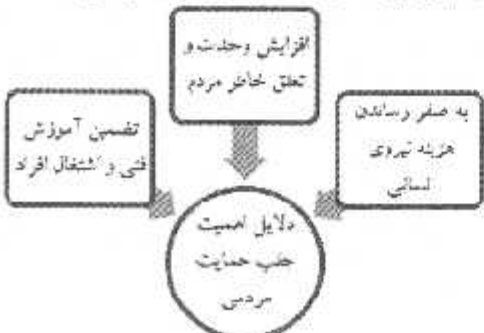 افزایش وحدت و
تعلق خاطر مردم
به صفر رساندن
هزینه نیروی
انسانی
تضمین آموزش
فنی و اشتغال افراد
دلایل اهمیت
جلب حمایت
مردمی